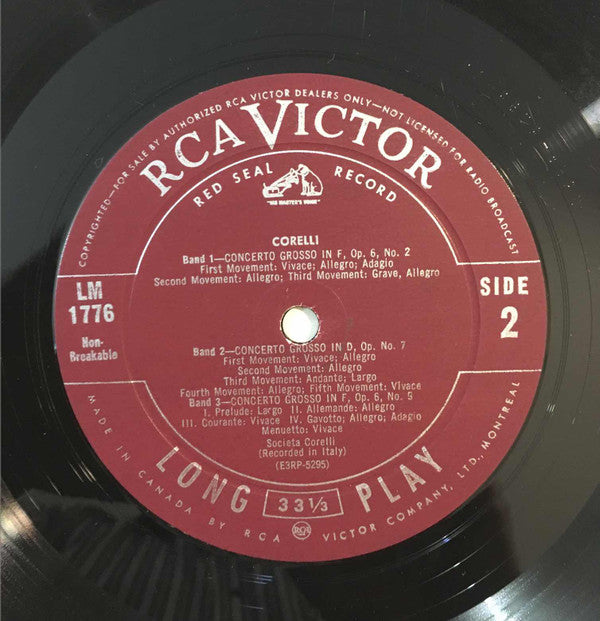 COPYRIGHTED—FOR SALE BY AUTHORIZED RCA VICTOR DEALERS ONLY—NOT LICENSED FOR RADIO BROADCAST
RCA VICTOR
RED SEAL RECORD
"HIS MASTER'S VOICE"
CORELLI
Band 1—CONCERTO GROSSO IN F, Op. 6, No. 2
First Movement: Vivace; Allegro; Adagio
Second Movement: Allegro; Third Movement: Grave, Allegro
LM
1776
Non-
Breakable
SIDE
2
Band 2—CONCERTO GROSSO IN D, Op. No. 7
First Movement: Vivace; Allegro
Second Movement: Allegro
Third Movement: Andante; Largo
Fourth Movement: Allegro; Fifth Movement: Vivace
Band 3—CONCERTO GROSSO IN F, Op. 6, No. 5
I. Prelude: Largo II. Allemande: Allegro
III. Courante: Vivace IV. Gavotto; Allegro; Adagio
Menuetto: Vivace
Societa Corelli
(Recorded in Italy)
(E3RP-5295)
LONG 33 1/3 PLAY
RCA
MADE IN CANADA BY RCA VICTOR COMPANY, LTD., MONTREAL